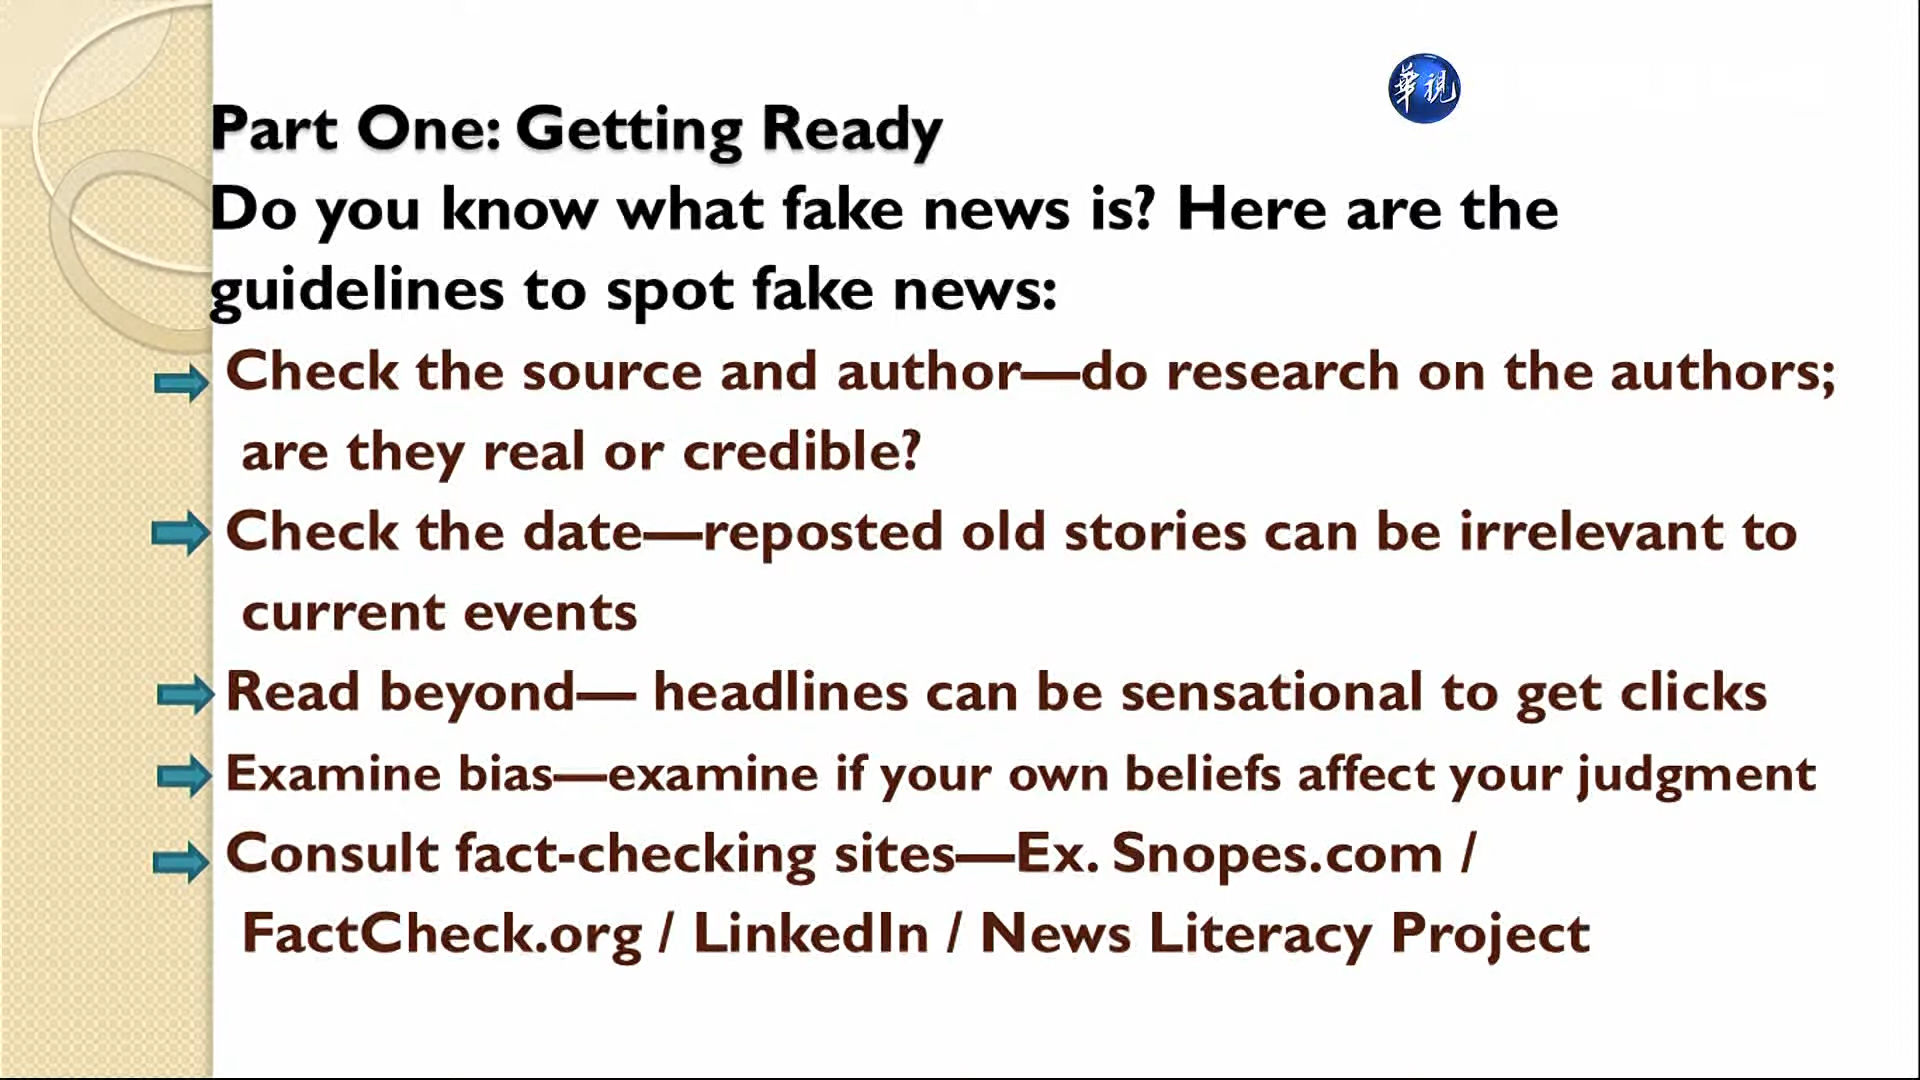 華視
Part One: Getting Ready
Do you know what fake news is? Here are the
guidelines to spot fake news:
Check the source and author—do research on the authors;
are they real or credible?
Check the date—reposted old stories can be irrelevant to
current events
Read beyond— headlines can be sensational to get clicks
Examine bias—examine if your own beliefs affect your judgment
Consult fact-checking sites—Ex. Snopes.com /
FactCheck.org / LinkedIn / News Literacy Project